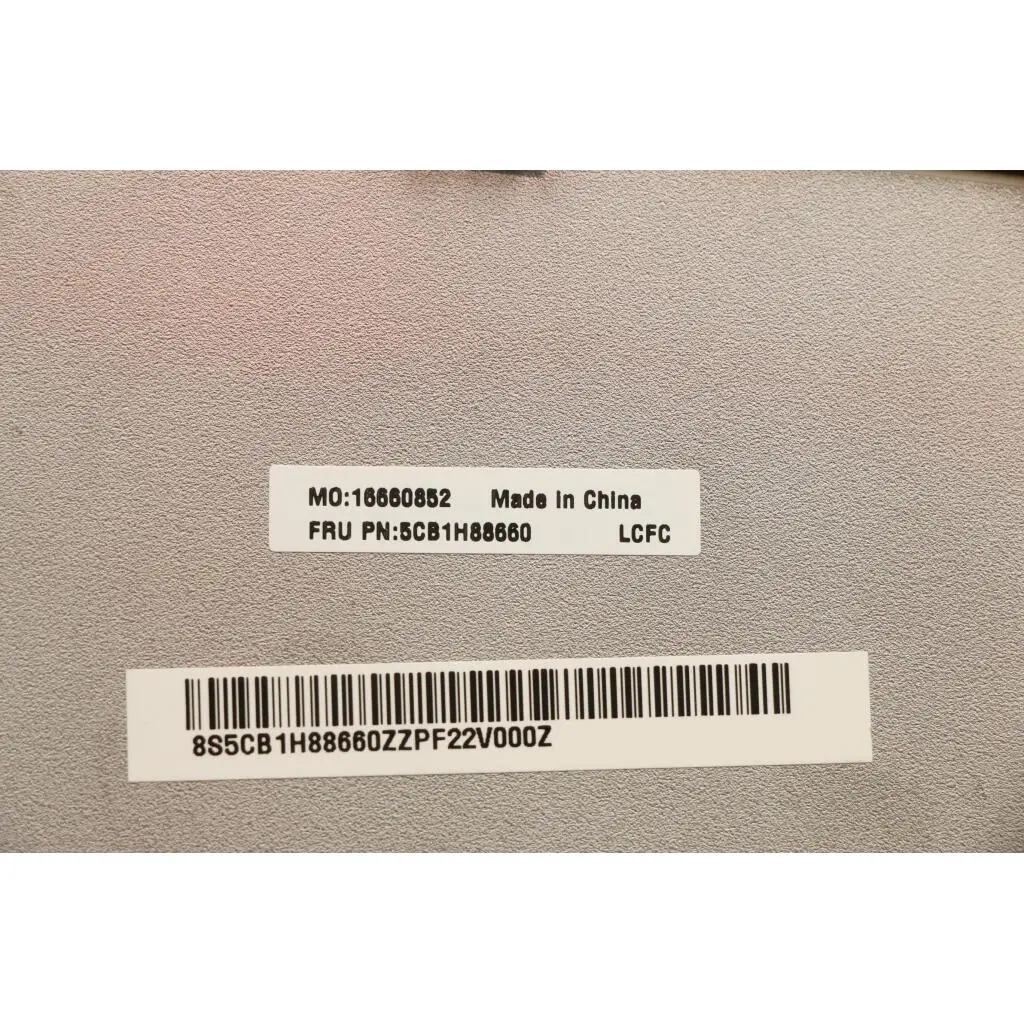 MO:16660852 Made In China
FRU PN:5CB1H88660 LCFC
8S5CB1H88660ZZPF22V000Z